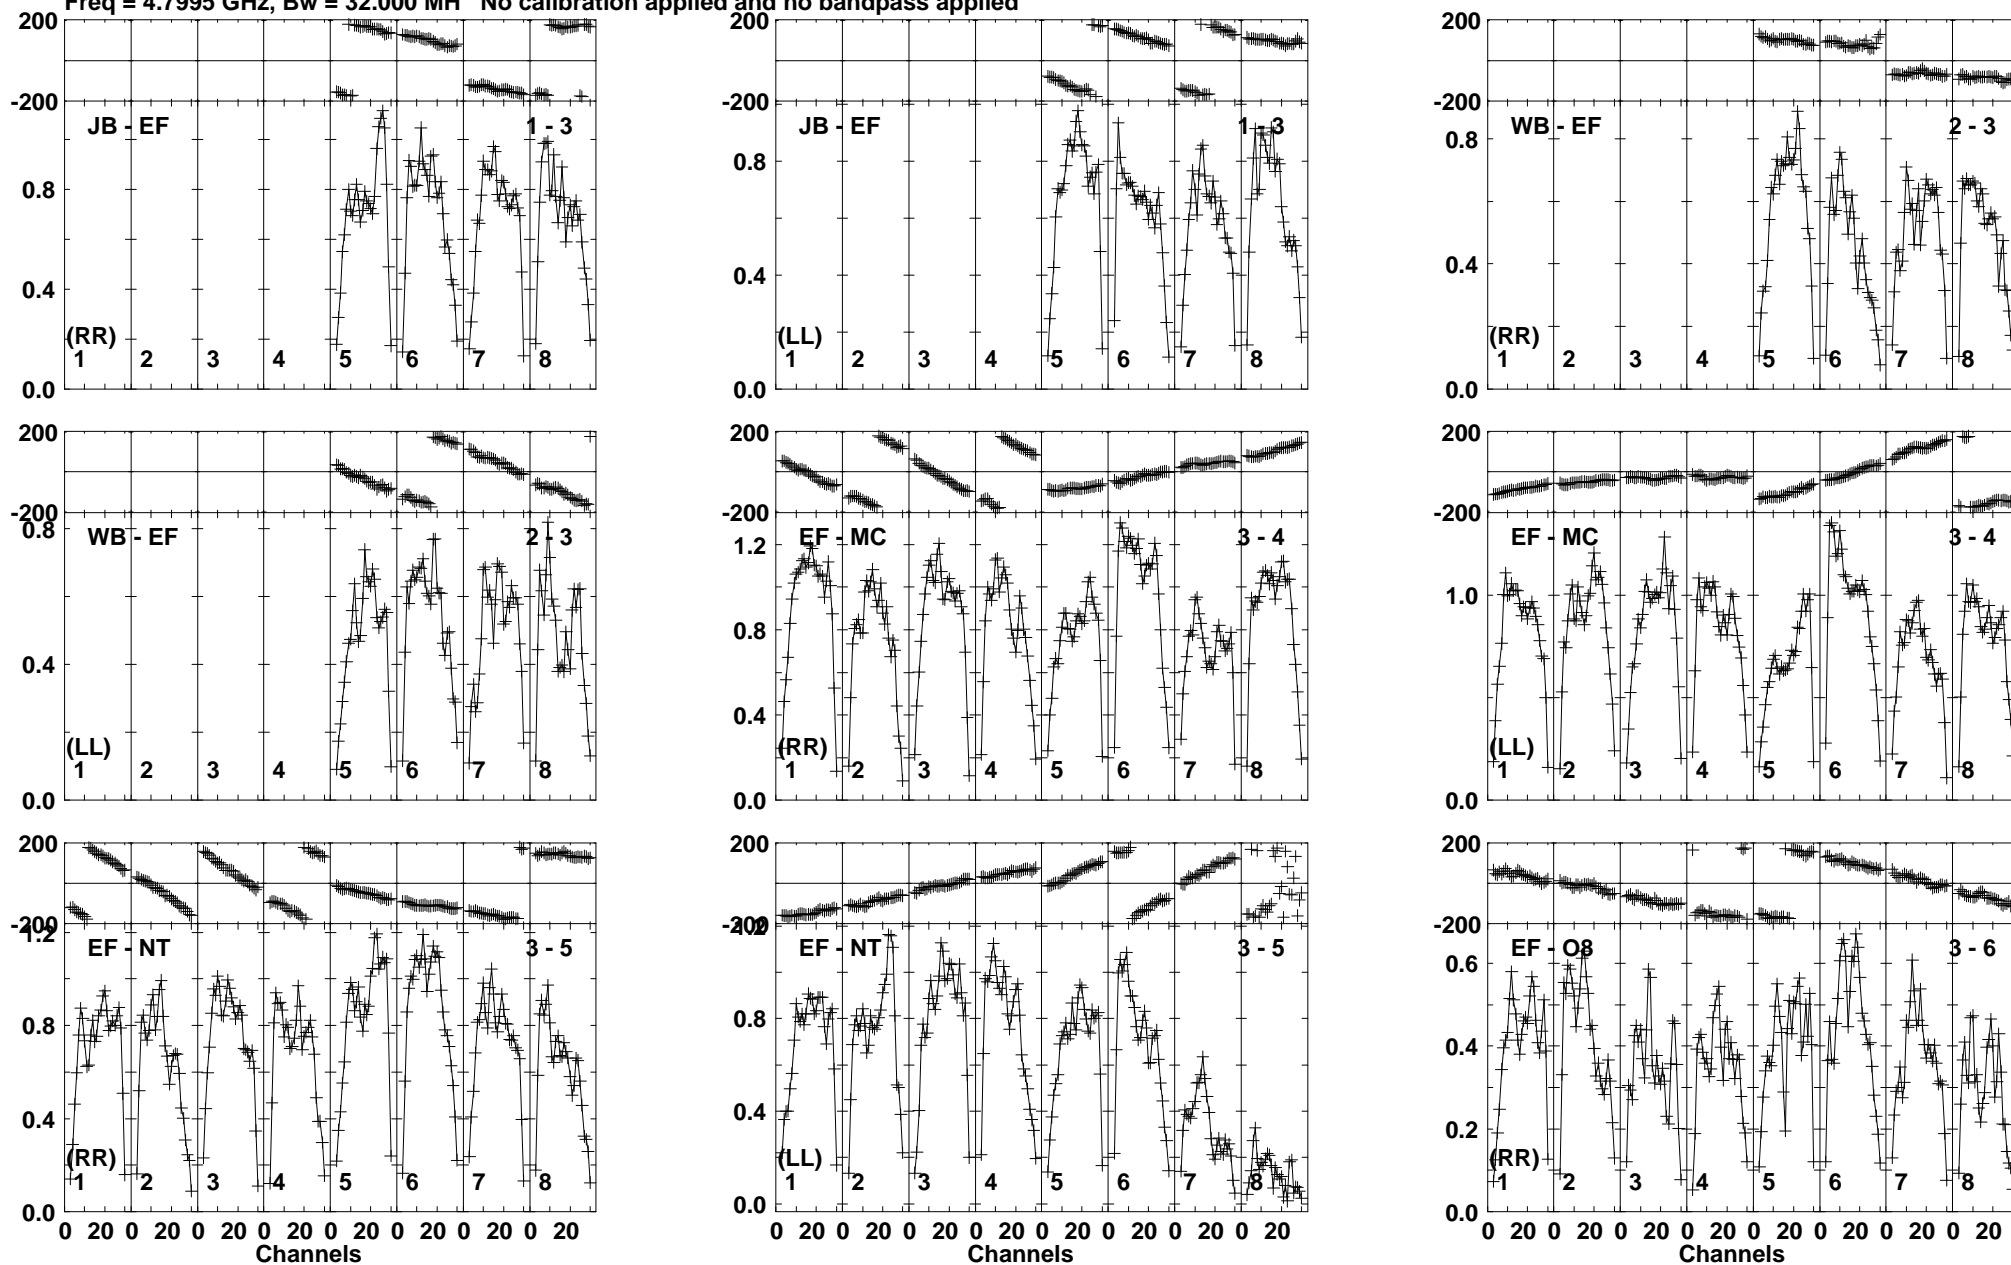 Freq = 4.7995 GHz, Bw = 32.000 MH No calibration applied and no bandpass applied
200 200 200
-200 -200 -200
JB - EF 1 - 3 JB - EF 1 - 3 WB - EF 2 - 3
0.8 0.8 0.8
0.4 0.4 0.4
(RR) (LL) (RR)
1 2 3 4 5 6 7 8 1 2 3 4 5 6 7 8 1 2 3 4 5 6 7 8
0.0 0.0 0.0
200 200 200
-200 -200 -200
WB - EF 2 - 3 EF - MC 3 - 4 EF - MC 3 - 4
0.8 1.2 1.0
0.8
0.4 0.4
(LL) (RR) (LL)
1 2 3 4 5 6 7 8 1 2 3 4 5 6 7 8 1 2 3 4 5 6 7 8
0.0 0.0 0.0
200 200 200
-200 -200 -200
1.2 1.2
EF - NT 3 - 5 EF - NT 3 - 5 EF - O8 3 - 6
0.8 0.8 0.6
0.4 0.4 0.4
0.2
(RR) (LL) (RR)
1 2 3 4 5 6 7 8 1 2 3 4 5 6 7 8 1 2 3 4 5 6 7 8
0.0 0.0 0.0
0 20 0 20 0 20 0 20 0 20 0 20 0 20 0 20 0 20 0 20 0 20 0 20 0 20 0 20 0 20 0 20 0 20 0 20 0 20 0 20 0 20 0 20 0 20 0 20
Channels Channels Channels